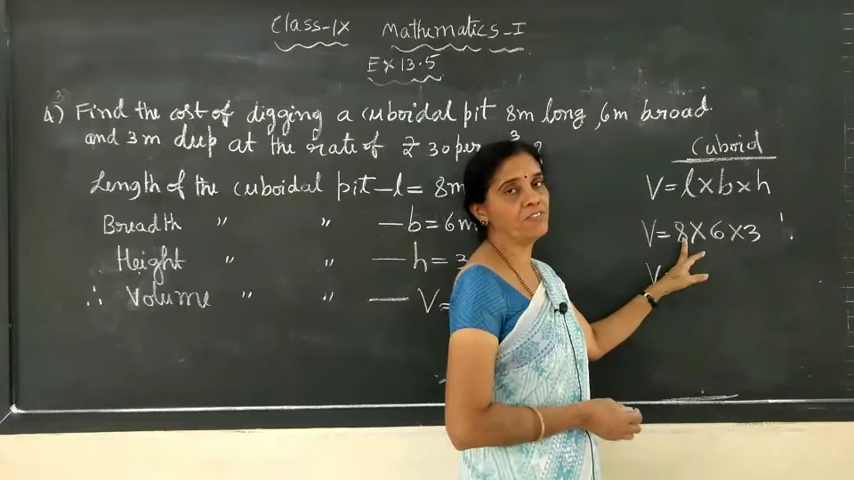 Class-IX Mathematics-I
Ex 13.5
4) Find the cost of digging a cuboidal pit 8m long, 6m broad
and 3m deep at the rate of ₹ 30 per 3
Length of the cuboidal pit - l = 8m
Breadth " " - b = 6m
Height " " - h = 3
∴ Volume " " - V =
Cuboid
V = l × b × h
V = 8 × 6 × 3
V